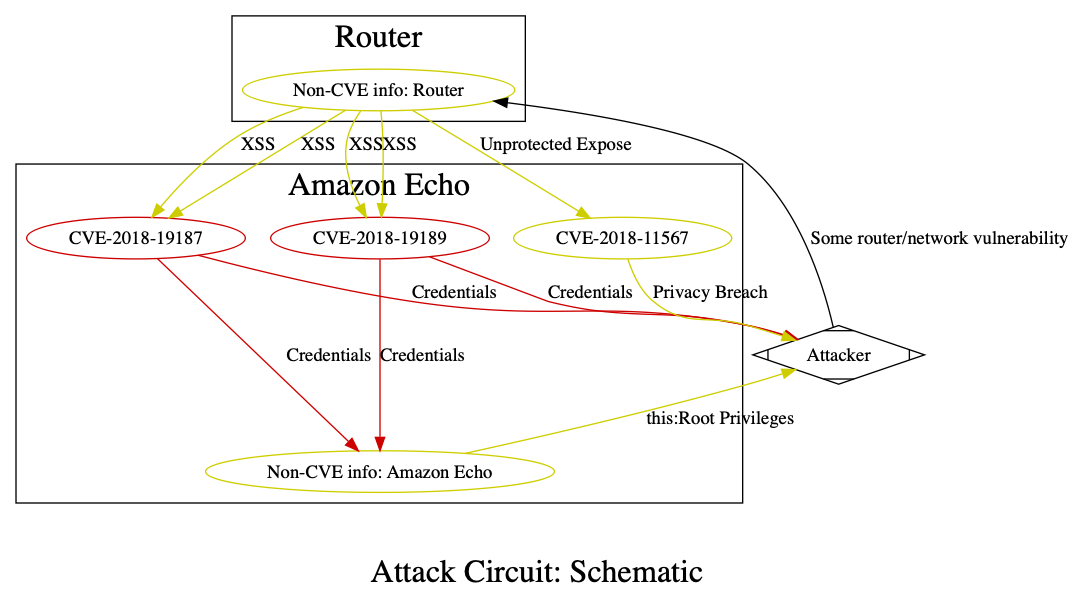 Router
Non-CVE info: Router
XSS
XSS
XSS
XSS
Unprotected Expose
Amazon Echo
CVE-2018-19187
CVE-2018-19189
CVE-2018-11567
Some router/network vulnerability
Credentials
Credentials
Privacy Breach
Credentials
Credentials
Attacker
this:Root Privileges
Non-CVE info: Amazon Echo
Attack Circuit: Schematic